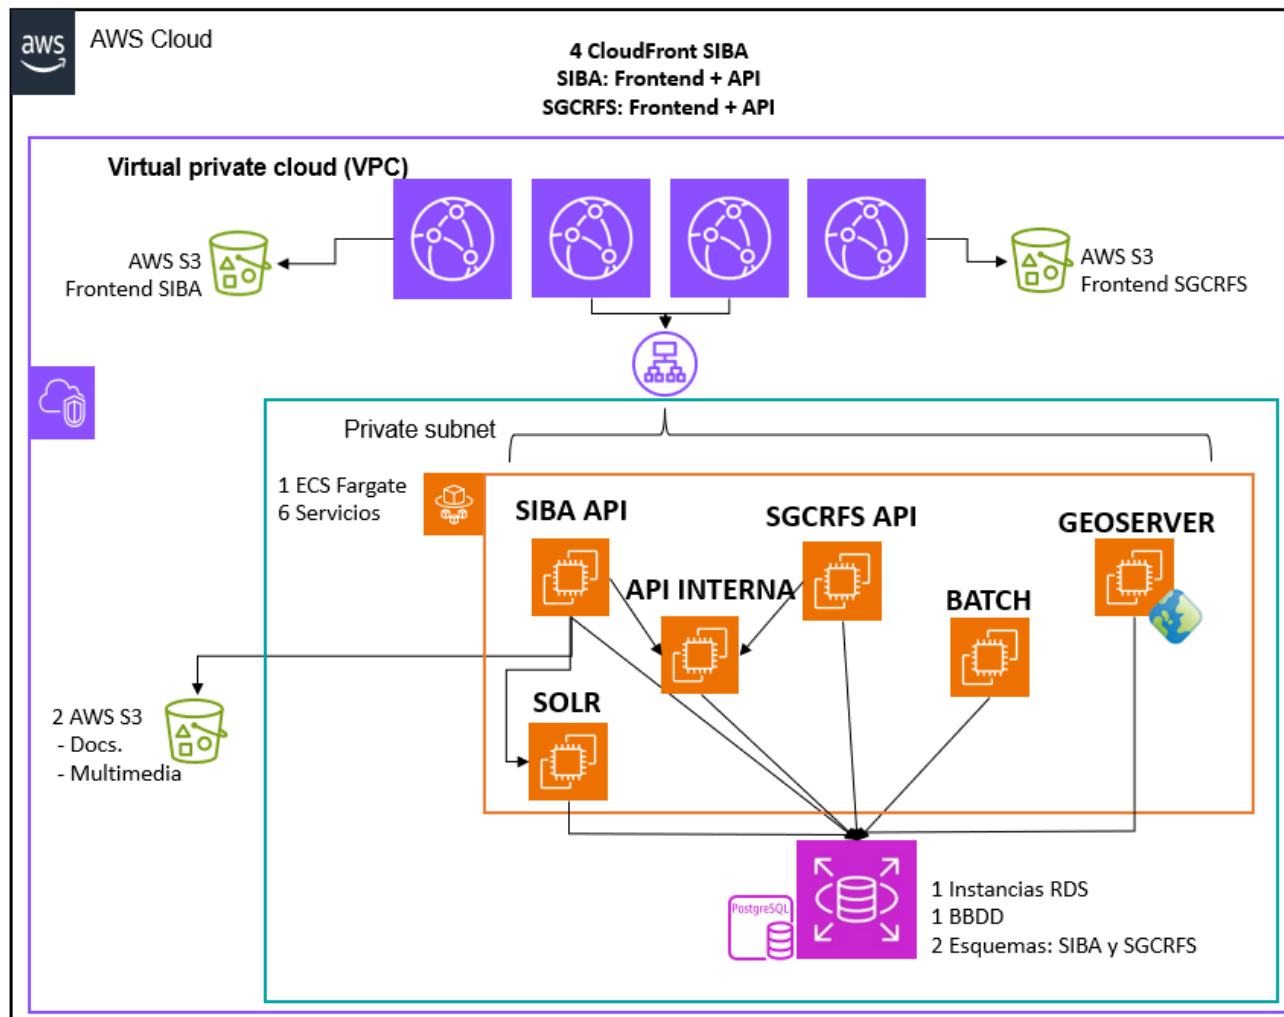 aws
AWS Cloud
4 CloudFront SIBA
SIBA: Frontend + API
SGCRFS: Frontend + API
Virtual private cloud (VPC)
AWS S3
Frontend SIBA
AWS S3
Frontend SGCRFS
Private subnet
1 ECS Fargate
6 Servicios
SIBA API
SGCRFS API
GEOSERVER
API INTERNA
BATCH
SOLR
2 AWS S3
- Docs.
- Multimedia
PostgreSQL
1 Instancias RDS
1 BBDD
2 Esquemas: SIBA y SGCRFS